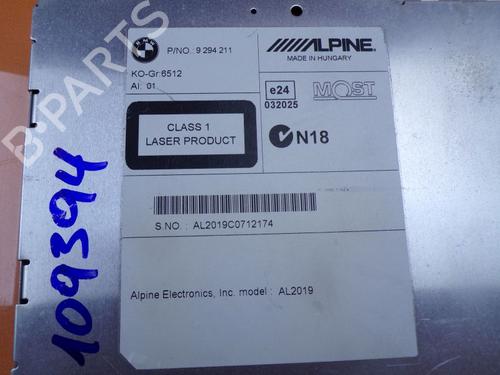 BMW
P/NO.: 9 294 211
ALPINE
MADE IN HUNGARY
KO-Gr:6512
AI: 01
e24
032025
MOST
CLASS 1
LASER PRODUCT
N18
S.NO. : AL2019C0712174
Alpine Electronics, Inc. model : AL2019
109394
B-PARTS